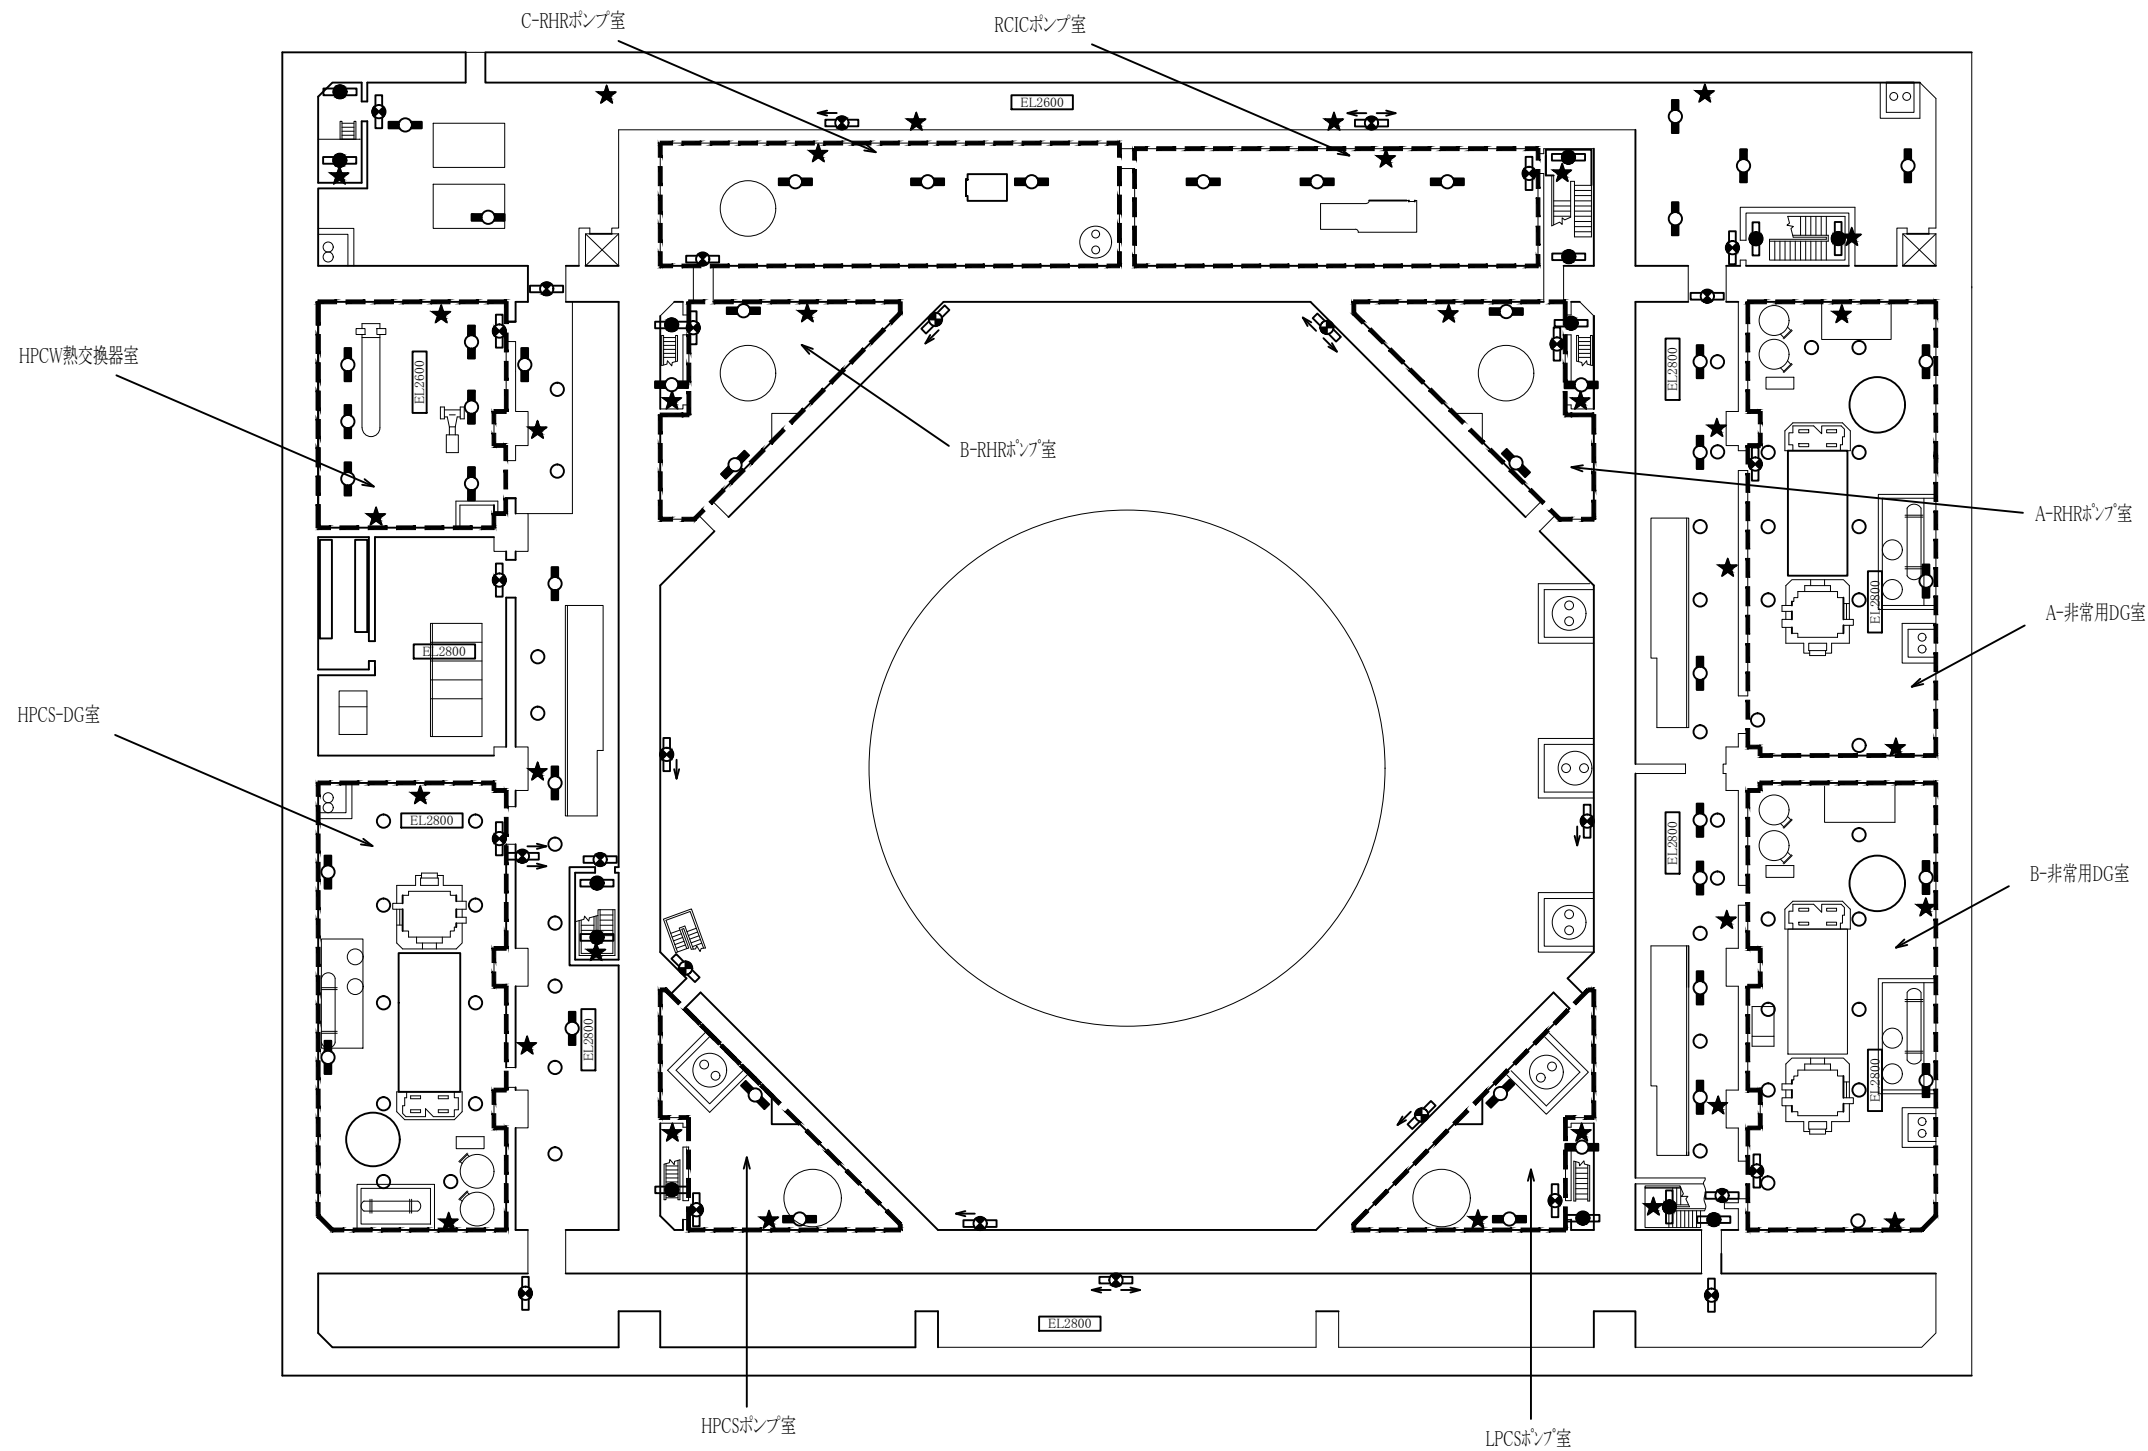 C-RHRポンプ室
RCICポンプ室
EL2600
HPCW熱交換器室
EL2600
EL2800
B-RHRポンプ室
A-RHRポンプ室
EL2800
A-非常用DG室
EL2800
HPCS-DG室
EL2800
EL2800
B-非常用DG室
EL2800
EL2800
EL2800
HPCSポンプ室
LPCSポンプ室